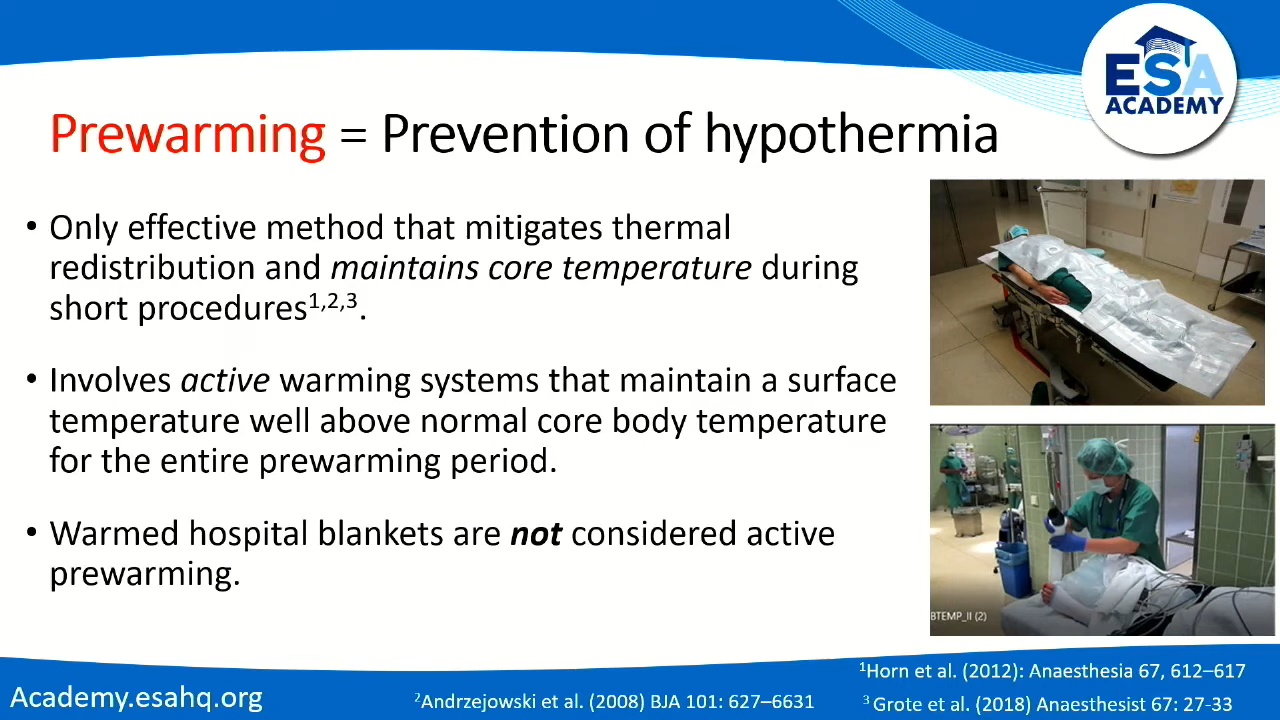 ESA
ACADEMY
Prewarming = Prevention of hypothermia
• Only effective method that mitigates thermal
redistribution and maintains core temperature during
short procedures1,2,3.
• Involves active warming systems that maintain a surface
temperature well above normal core body temperature
for the entire prewarming period.
• Warmed hospital blankets are not considered active
prewarming.
BTEMP_II (2)
1Horn et al. (2012): Anaesthesia 67, 612–617
Academy.esahq.org
2Andrzejowski et al. (2008) BJA 101: 627–6631
3 Grote et al. (2018) Anaesthesist 67: 27-33